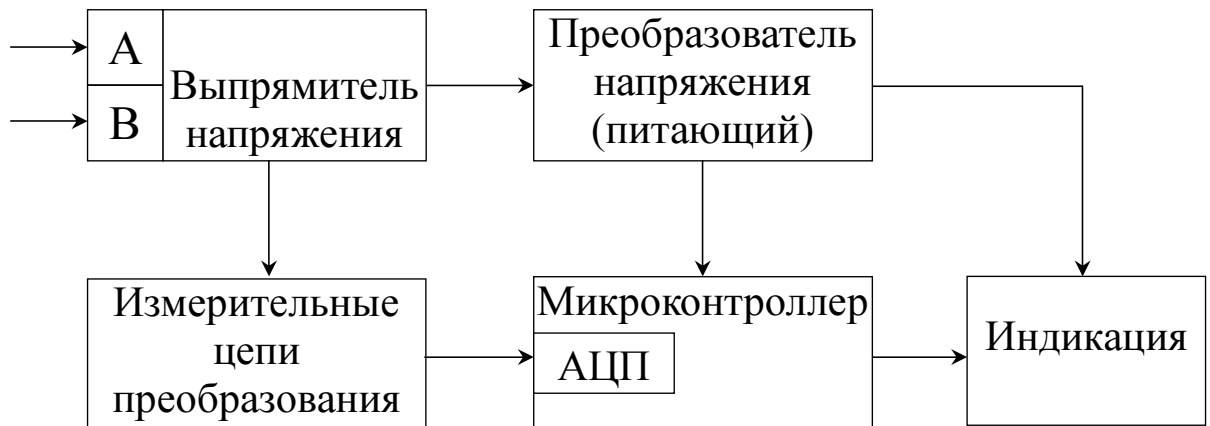 А
В
Выпрямитель
напряжения
Преобразователь
напряжения
(питающий)
Измерительные
цепи
преобразования
Микроконтроллер
АЦП
Индикация